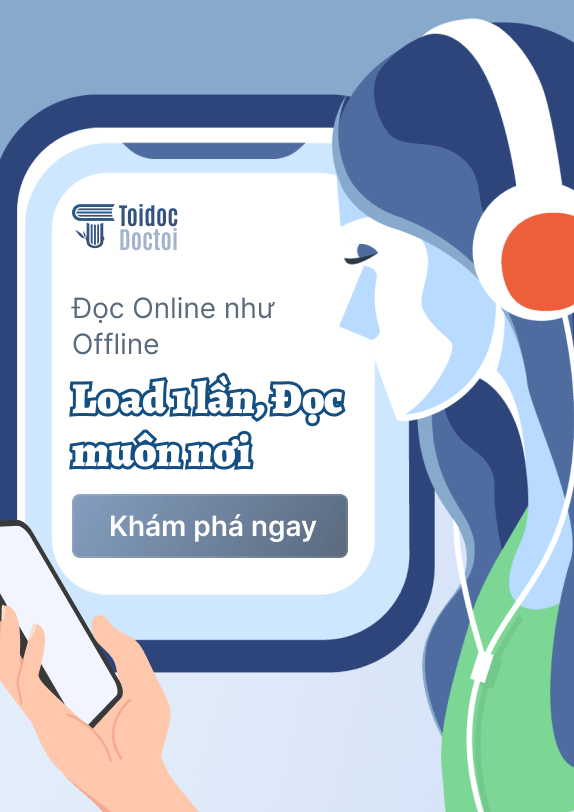 Toidoc
Doctoi
Đọc Online như
Offline
Load 1 lần, Đọc
muôn nơi
Khám phá ngay